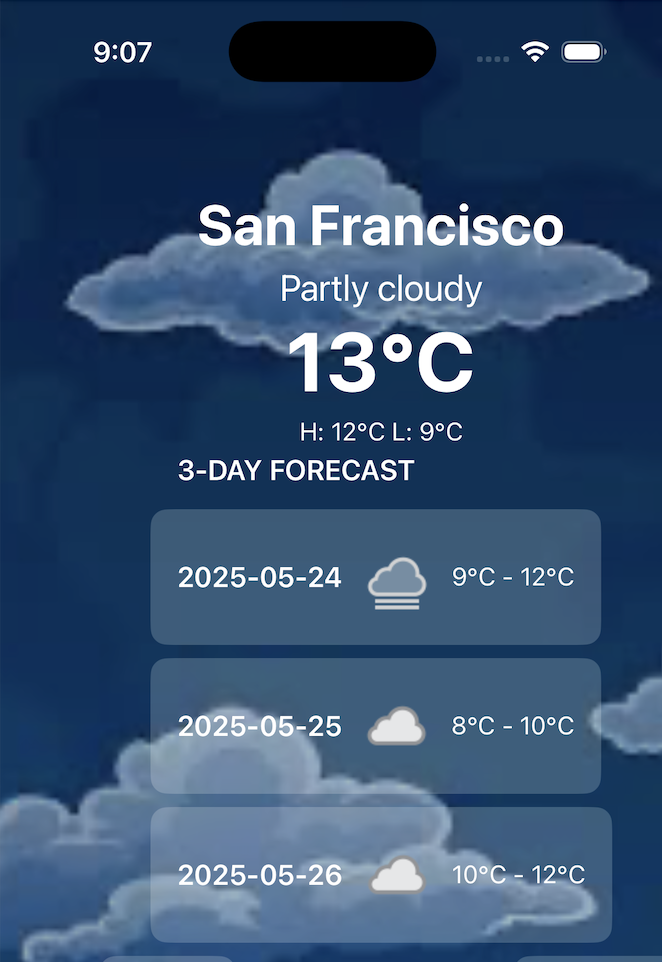 9:07
San Francisco
Partly cloudy
13°C
H: 12°C L: 9°C
3-DAY FORECAST
2025-05-24 9°C - 12°C
2025-05-25 8°C - 10°C
2025-05-26 10°C - 12°C